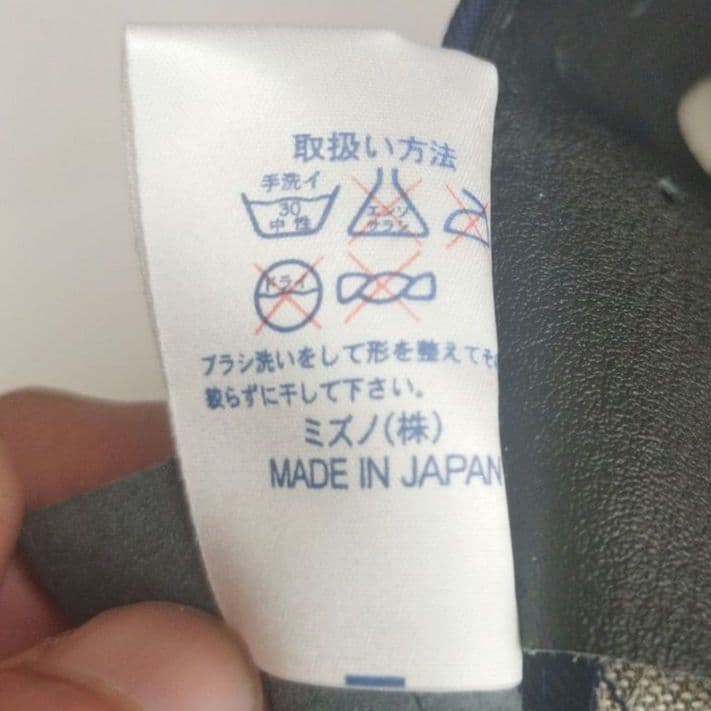 取扱い方法
手洗イ
30
中性
エンソ
サラシ
ドライ
ブラシ洗いをして形を整えてその
絞らずに干して下さい。
ミズノ(株)
MADE IN JAPAN